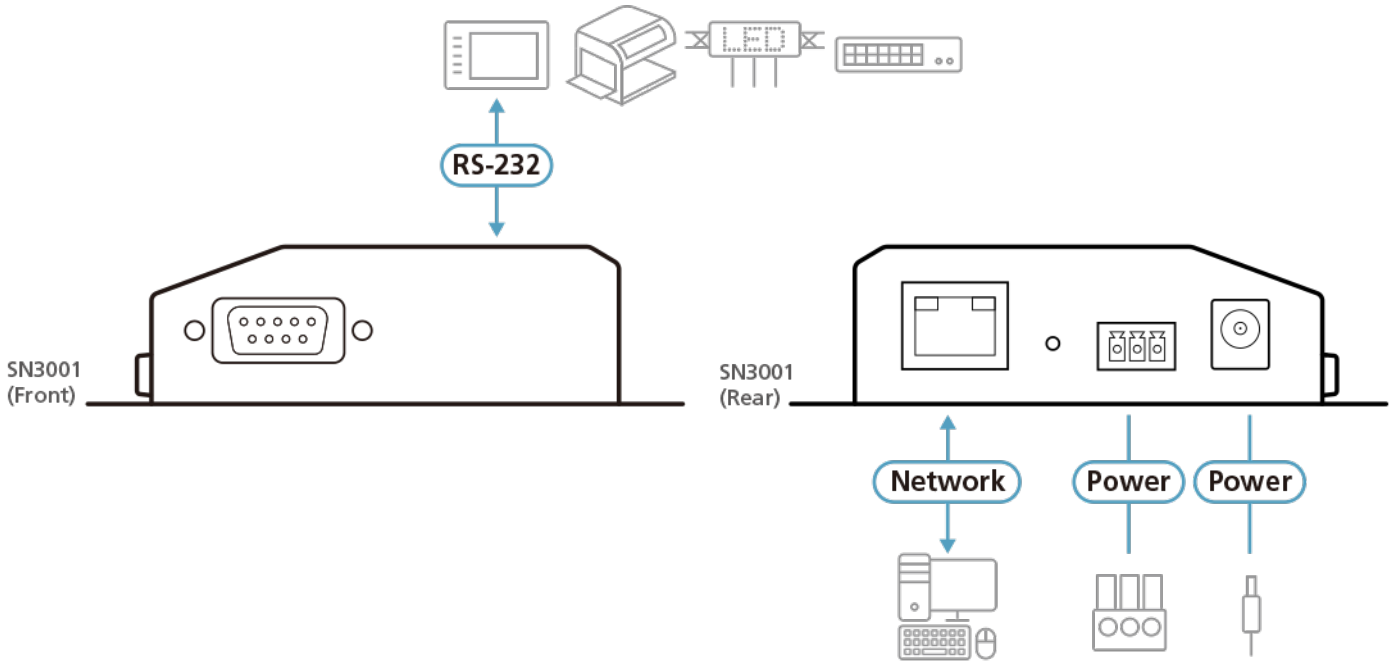 LED
RS-232
SN3001
(Front)
SN3001
(Rear)
Network
Power
Power